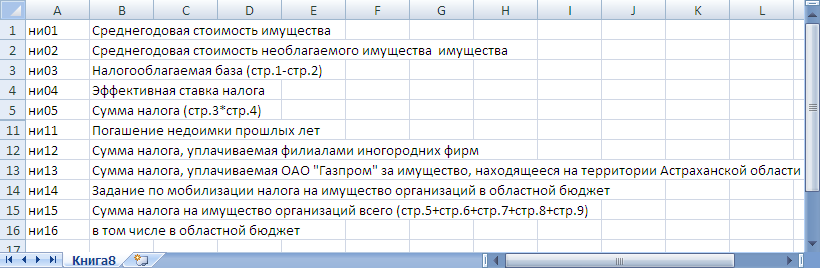 A B C D E F G H I J K L
1 ни01 Среднегодовая стоимость имущества
2 ни02 Среднегодовая стоимость необлагаемого имущества имущества
3 ни03 Налогооблагаемая база (стр.1-стр.2)
4 ни04 Эффективная ставка налога
5 ни05 Сумма налога (стр.3*стр.4)
11 ни11 Погашение недоимки прошлых лет
12 ни12 Сумма налога, уплачиваемая филиалами иногородних фирм
13 ни13 Сумма налога, уплачиваемая ОАО "Газпром" за имущество, находящееся на территории Астраханской области
14 ни14 Задание по мобилизации налога на имущество организаций в областной бюджет
15 ни15 Сумма налога на имущество организаций всего (стр.5+стр.6+стр.7+стр.8+стр.9)
16 ни16 в том числе в областной бюджет
17
Книга8